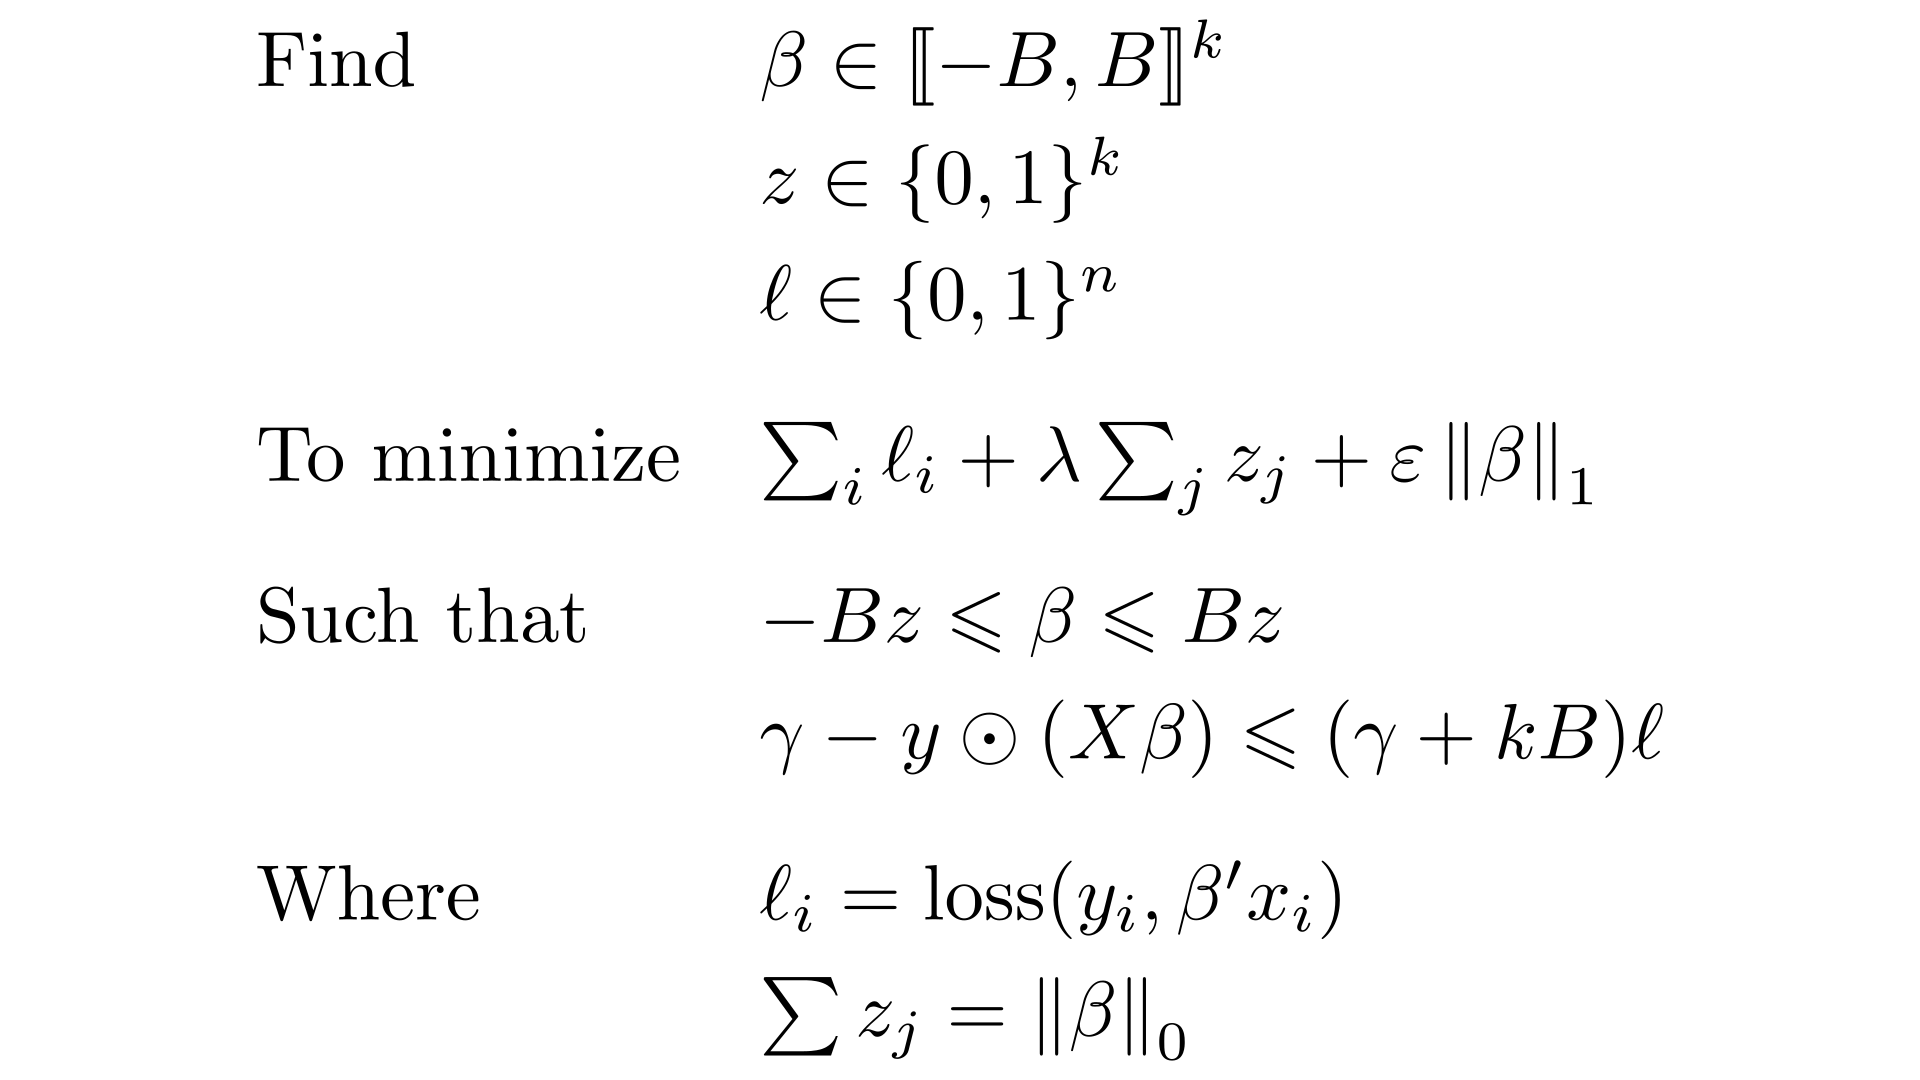 Find β ∈ ⟦−B, B⟧^k
z ∈ {0, 1}^k
ℓ ∈ {0, 1}^n
To minimize ∑_i ℓ_i + λ ∑_j z_j + ε ‖β‖_1
Such that −Bz ⩽ β ⩽ Bz
γ − y ⊙ (Xβ) ⩽ (γ + kB)ℓ
Where ℓ_i = loss(y_i, β′x_i)
∑ z_j = ‖β‖_0